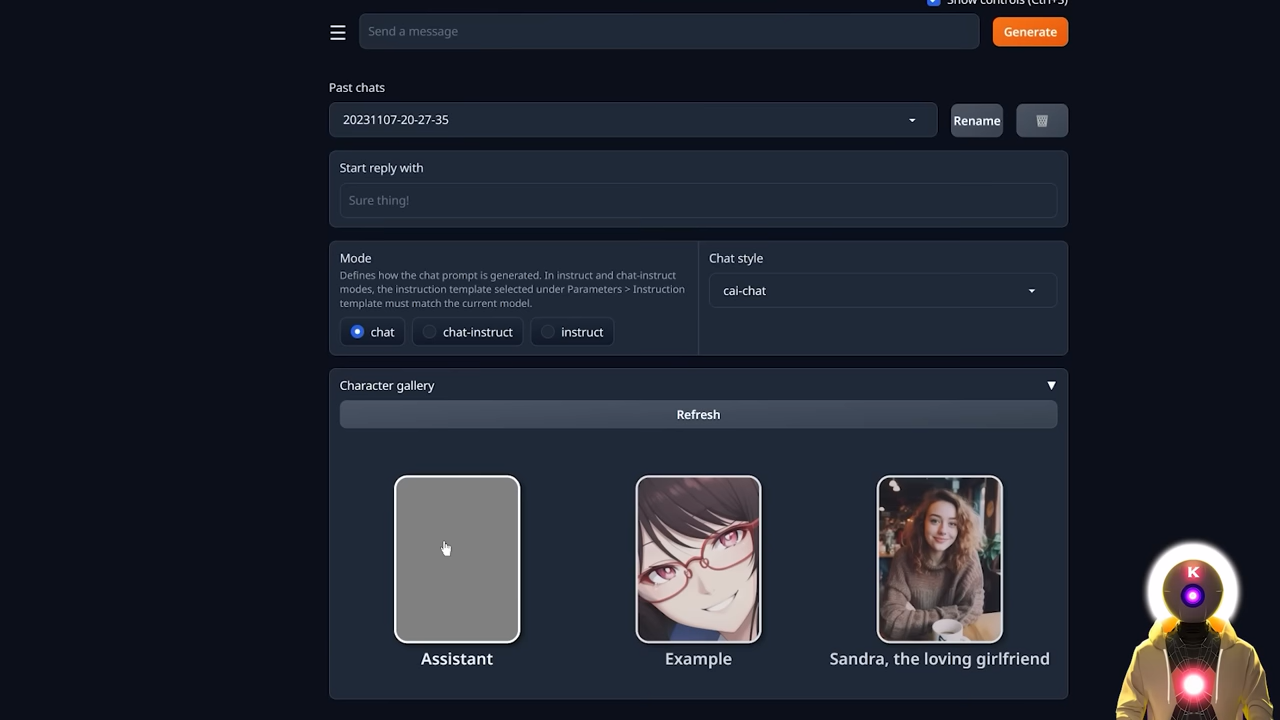 Show controls (Ctrl+S)
Send a message
Generate
Past chats
20231107-20-27-35
Rename
Start reply with
Sure thing!
Mode
Defines how the chat prompt is generated. In instruct and chat-instruct
modes, the instruction template selected under Parameters > Instruction
template must match the current model.
chat
chat-instruct
instruct
Chat style
cai-chat
Character gallery
Refresh
Assistant
Example
Sandra, the loving girlfriend
K